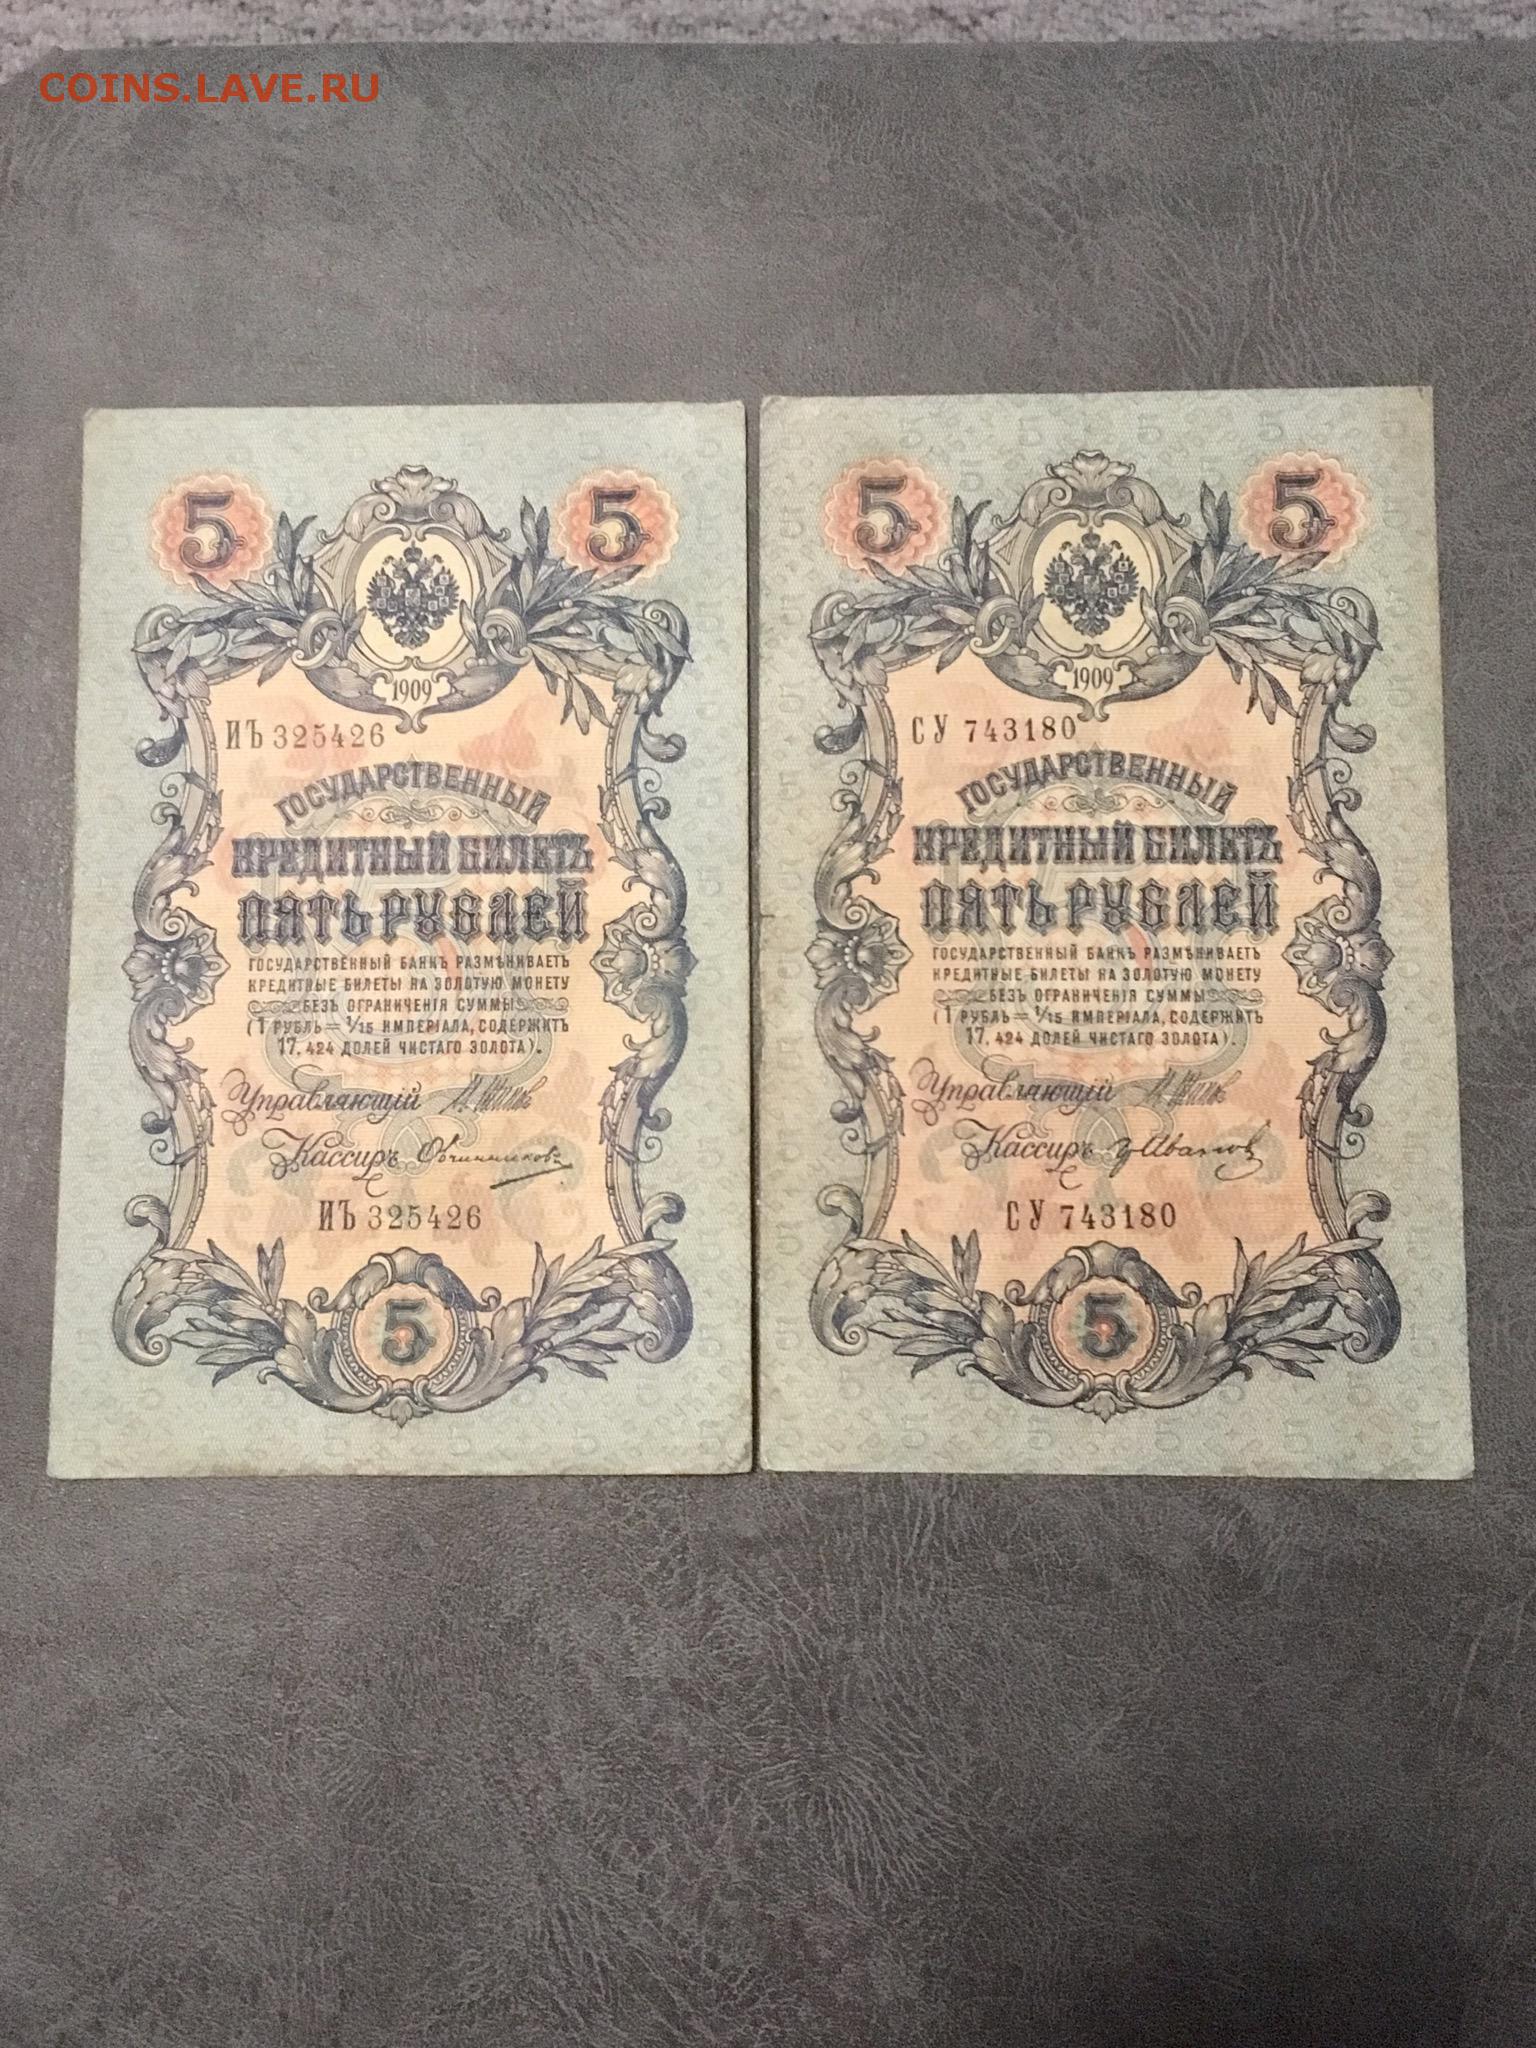 COINS.LAVE.RU
5 5
1909
ИЪ 325426
ГОСУДАРСТВЕННЫЙ
КРЕДИТНЫЙ БИЛЕТЪ
ПЯТЬ РУБЛЕЙ
ГОСУДАРСТВЕННЫЙ БАНКЪ РАЗМѢНИВАЕТЪ
КРЕДИТНЫЕ БИЛЕТЫ НА ЗОЛОТУЮ МОНЕТУ
БЕЗЪ ОГРАНИЧЕНІЯ СУММЫ
(1 РУБЛЬ = 1/15 ИМПЕРІАЛА, СОДЕРЖИТЪ
17,424 ДОЛЕЙ ЧИСТАГО ЗОЛОТА).
Управляющій
Кассиръ Овчинниковъ
ИЪ 325426
5
5 5
1909
СУ 743180
ГОСУДАРСТВЕННЫЙ
КРЕДИТНЫЙ БИЛЕТЪ
ПЯТЬ РУБЛЕЙ
ГОСУДАРСТВЕННЫЙ БАНКЪ РАЗМѢНИВАЕТЪ
КРЕДИТНЫЕ БИЛЕТЫ НА ЗОЛОТУЮ МОНЕТУ
БЕЗЪ ОГРАНИЧЕНІЯ СУММЫ
(1 РУБЛЬ = 1/15 ИМПЕРІАЛА, СОДЕРЖИТЪ
17,424 ДОЛЕЙ ЧИСТАГО ЗОЛОТА).
Управляющій
Кассиръ Гр Ивановъ
СУ 743180
5